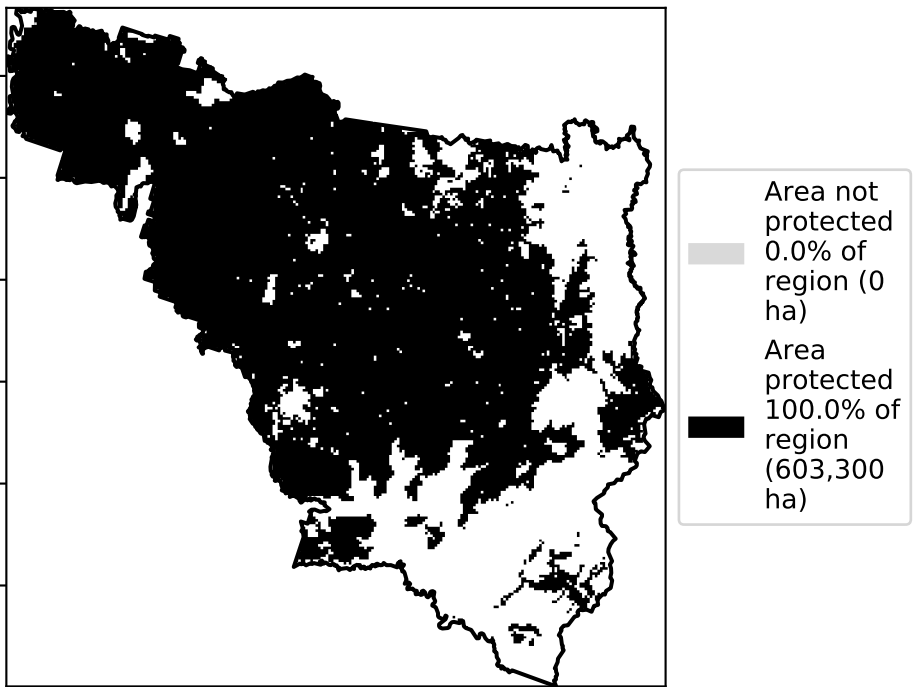 Area not
protected
0.0% of
region (0
ha)
Area
protected
100.0% of
region
(603,300
ha)